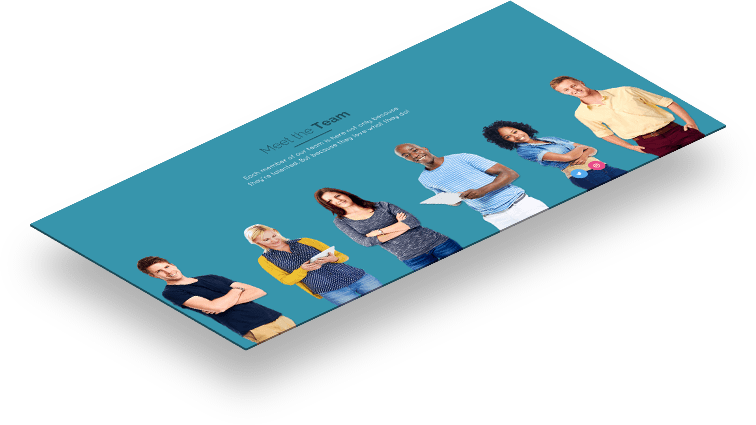 Meet the Team
Each member of our team is here not only because
they're talented. But because they love what they do!